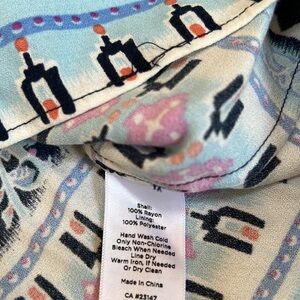 1X
Shell:
100% Rayon
Lining:
100% Polyester
Hand Wash Cold
Only Non-Chlorine
Bleach When Needed
Line Dry
Warm Iron, If Needed
Or Dry Clean
Made In China
CA #23147